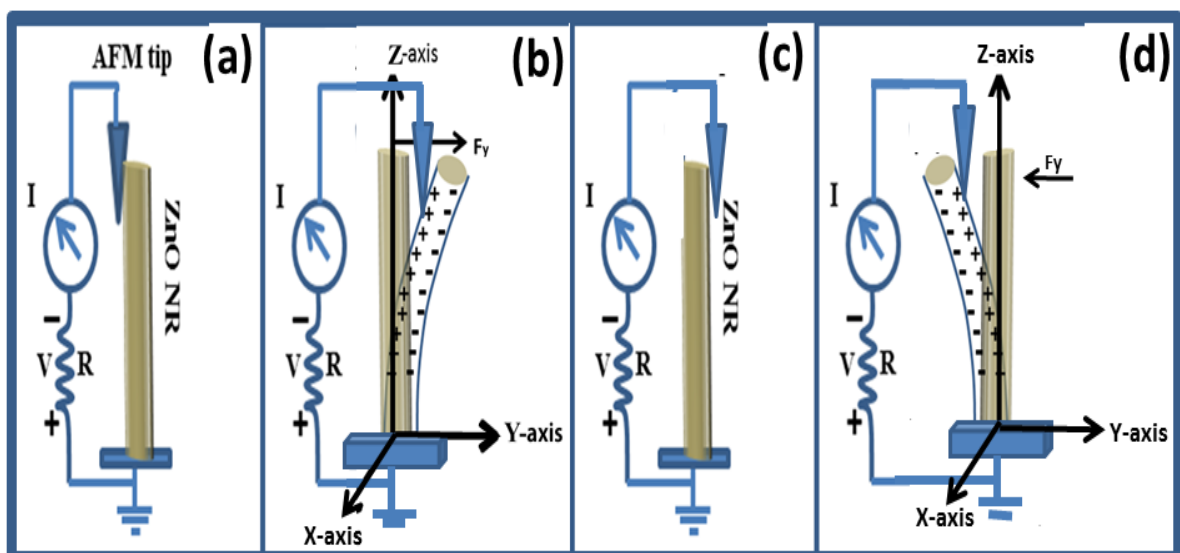 AFM tip
(a)
I
ZnO NR
-
V R
+
Z-axis
(b)
Fy
I
-
V R
+
Y-axis
X-axis
(c)
I
ZnO NR
-
V R
+
Z-axis
(d)
Fy
I
-
V R
+
Y-axis
X-axis